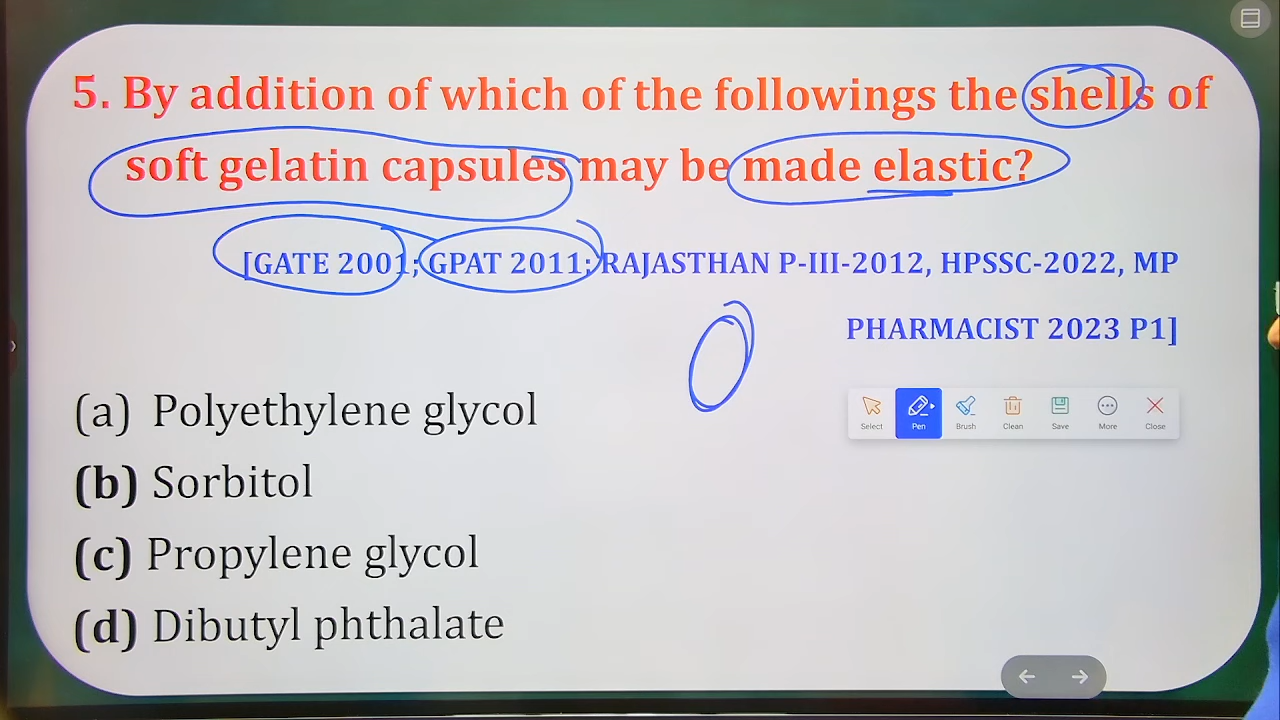 5. By addition of which of the followings the shells of
soft gelatin capsules may be made elastic?
[GATE 2001; GPAT 2011; RAJASTHAN P-III-2012, HPSSC-2022, MP
PHARMACIST 2023 P1]
(a) Polyethylene glycol
(b) Sorbitol
(c) Propylene glycol
(d) Dibutyl phthalate
Select Pen Brush Clean Save More Close